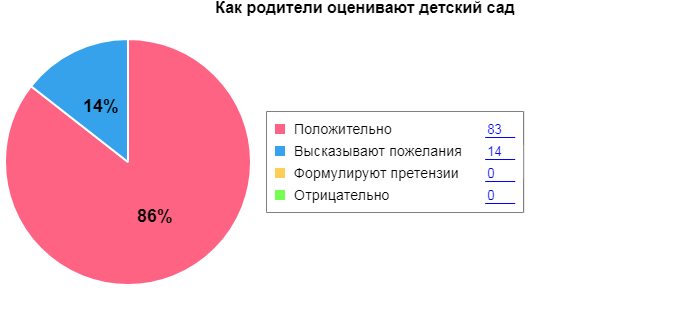 Как родители оценивают детский сад
14%
86%
Положительно 83
Высказывают пожелания 14
Формулируют претензии 0
Отрицательно 0